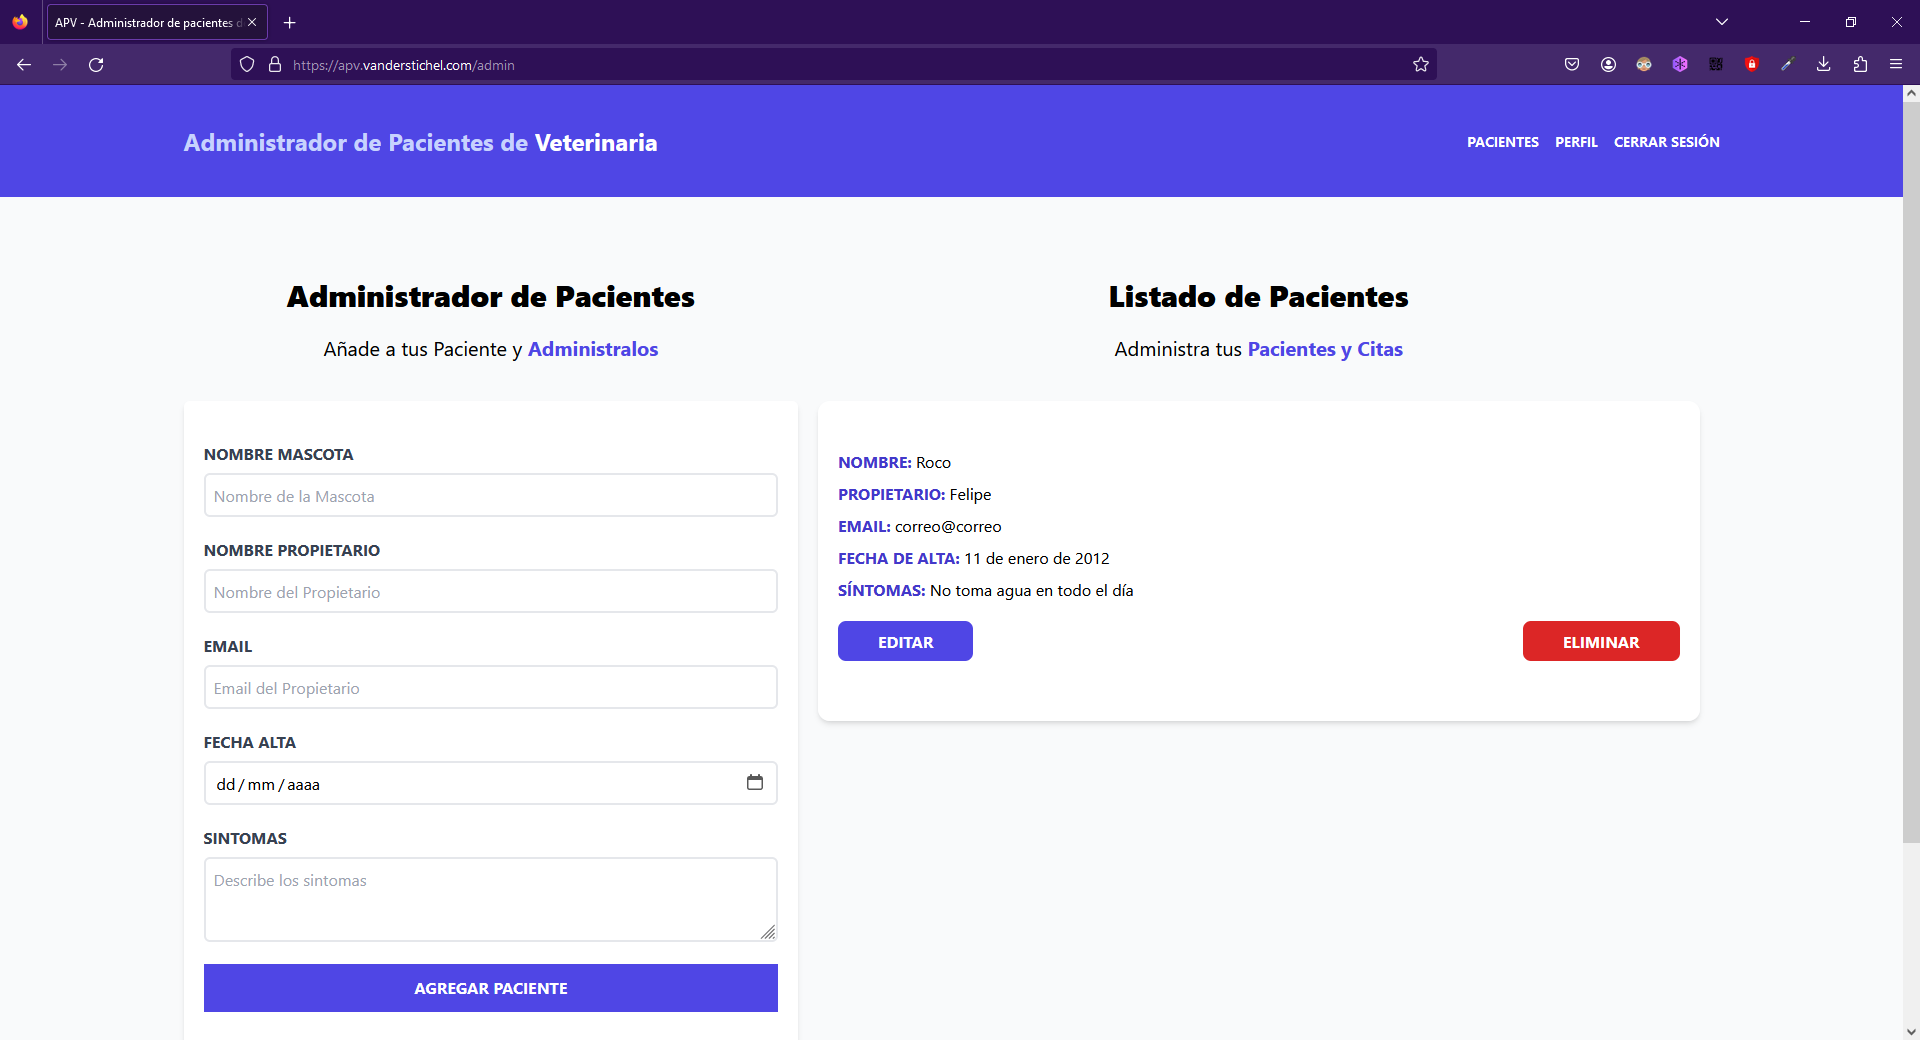 APV - Administrador de pacientes d
https://apv.vanderstichel.com/admin
Administrador de Pacientes de Veterinaria
PACIENTES PERFIL CERRAR SESIÓN
Administrador de Pacientes
Añade a tus Paciente y Administralos
NOMBRE MASCOTA
Nombre de la Mascota
NOMBRE PROPIETARIO
Nombre del Propietario
EMAIL
Email del Propietario
FECHA ALTA
dd/mm/aaaa
SINTOMAS
Describe los sintomas
AGREGAR PACIENTE
Listado de Pacientes
Administra tus Pacientes y Citas
NOMBRE: Roco
PROPIETARIO: Felipe
EMAIL: correo@correo
FECHA DE ALTA: 11 de enero de 2012
SÍNTOMAS: No toma agua en todo el día
EDITAR
ELIMINAR